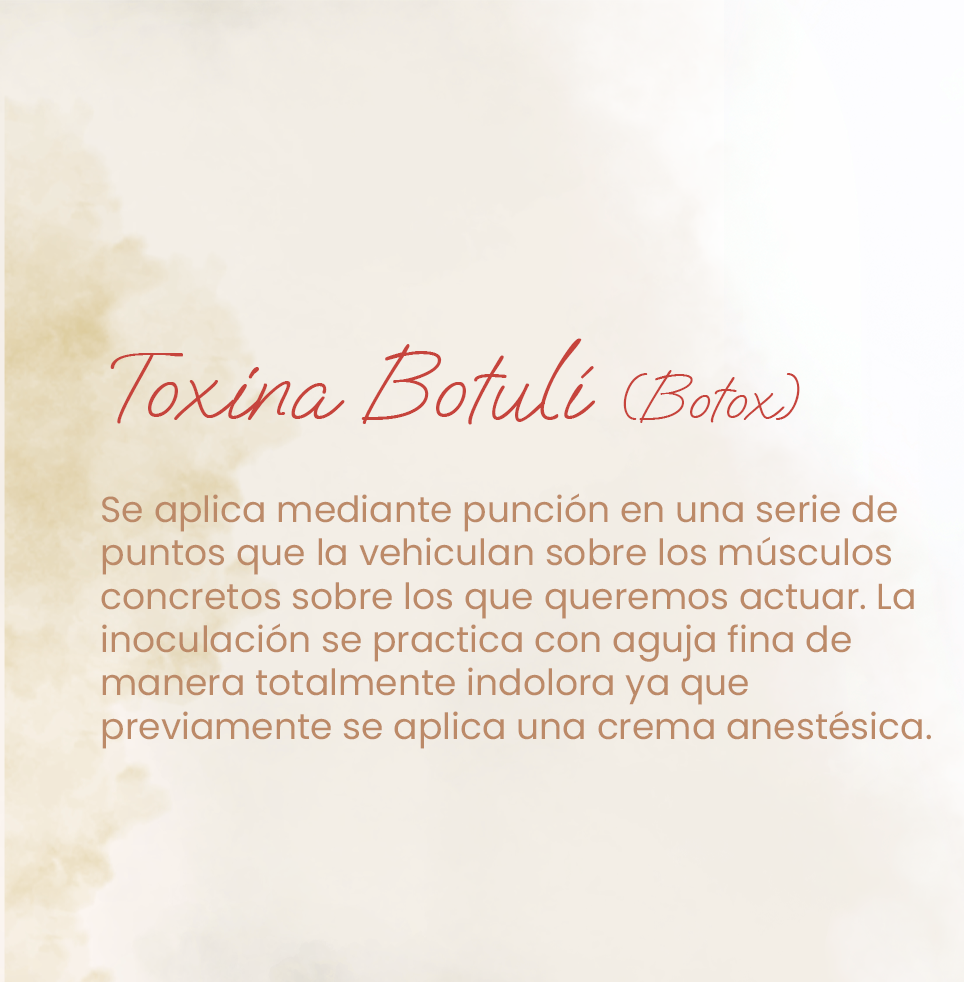 Toxina Botulí (Botox)
Se aplica mediante punción en una serie de
puntos que la vehiculan sobre los músculos
concretos sobre los que queremos actuar. La
inoculación se practica con aguja fina de
manera totalmente indolora ya que
previamente se aplica una crema anestésica.